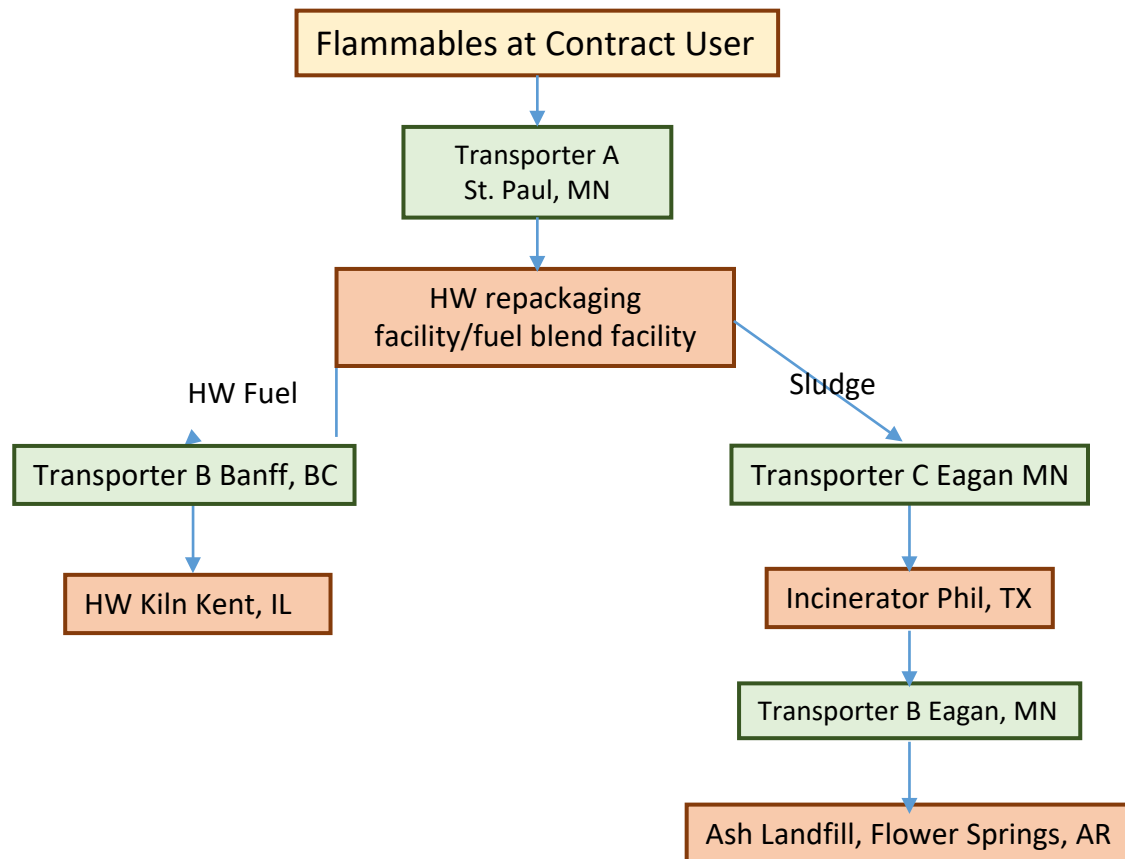 Flammables at Contract User
Transporter A
St. Paul, MN
HW repackaging
facility/fuel blend facility
HW Fuel
Sludge
Transporter B Banff, BC
Transporter C Eagan MN
HW Kiln Kent, IL
Incinerator Phil, TX
Transporter B Eagan, MN
Ash Landfill, Flower Springs, AR